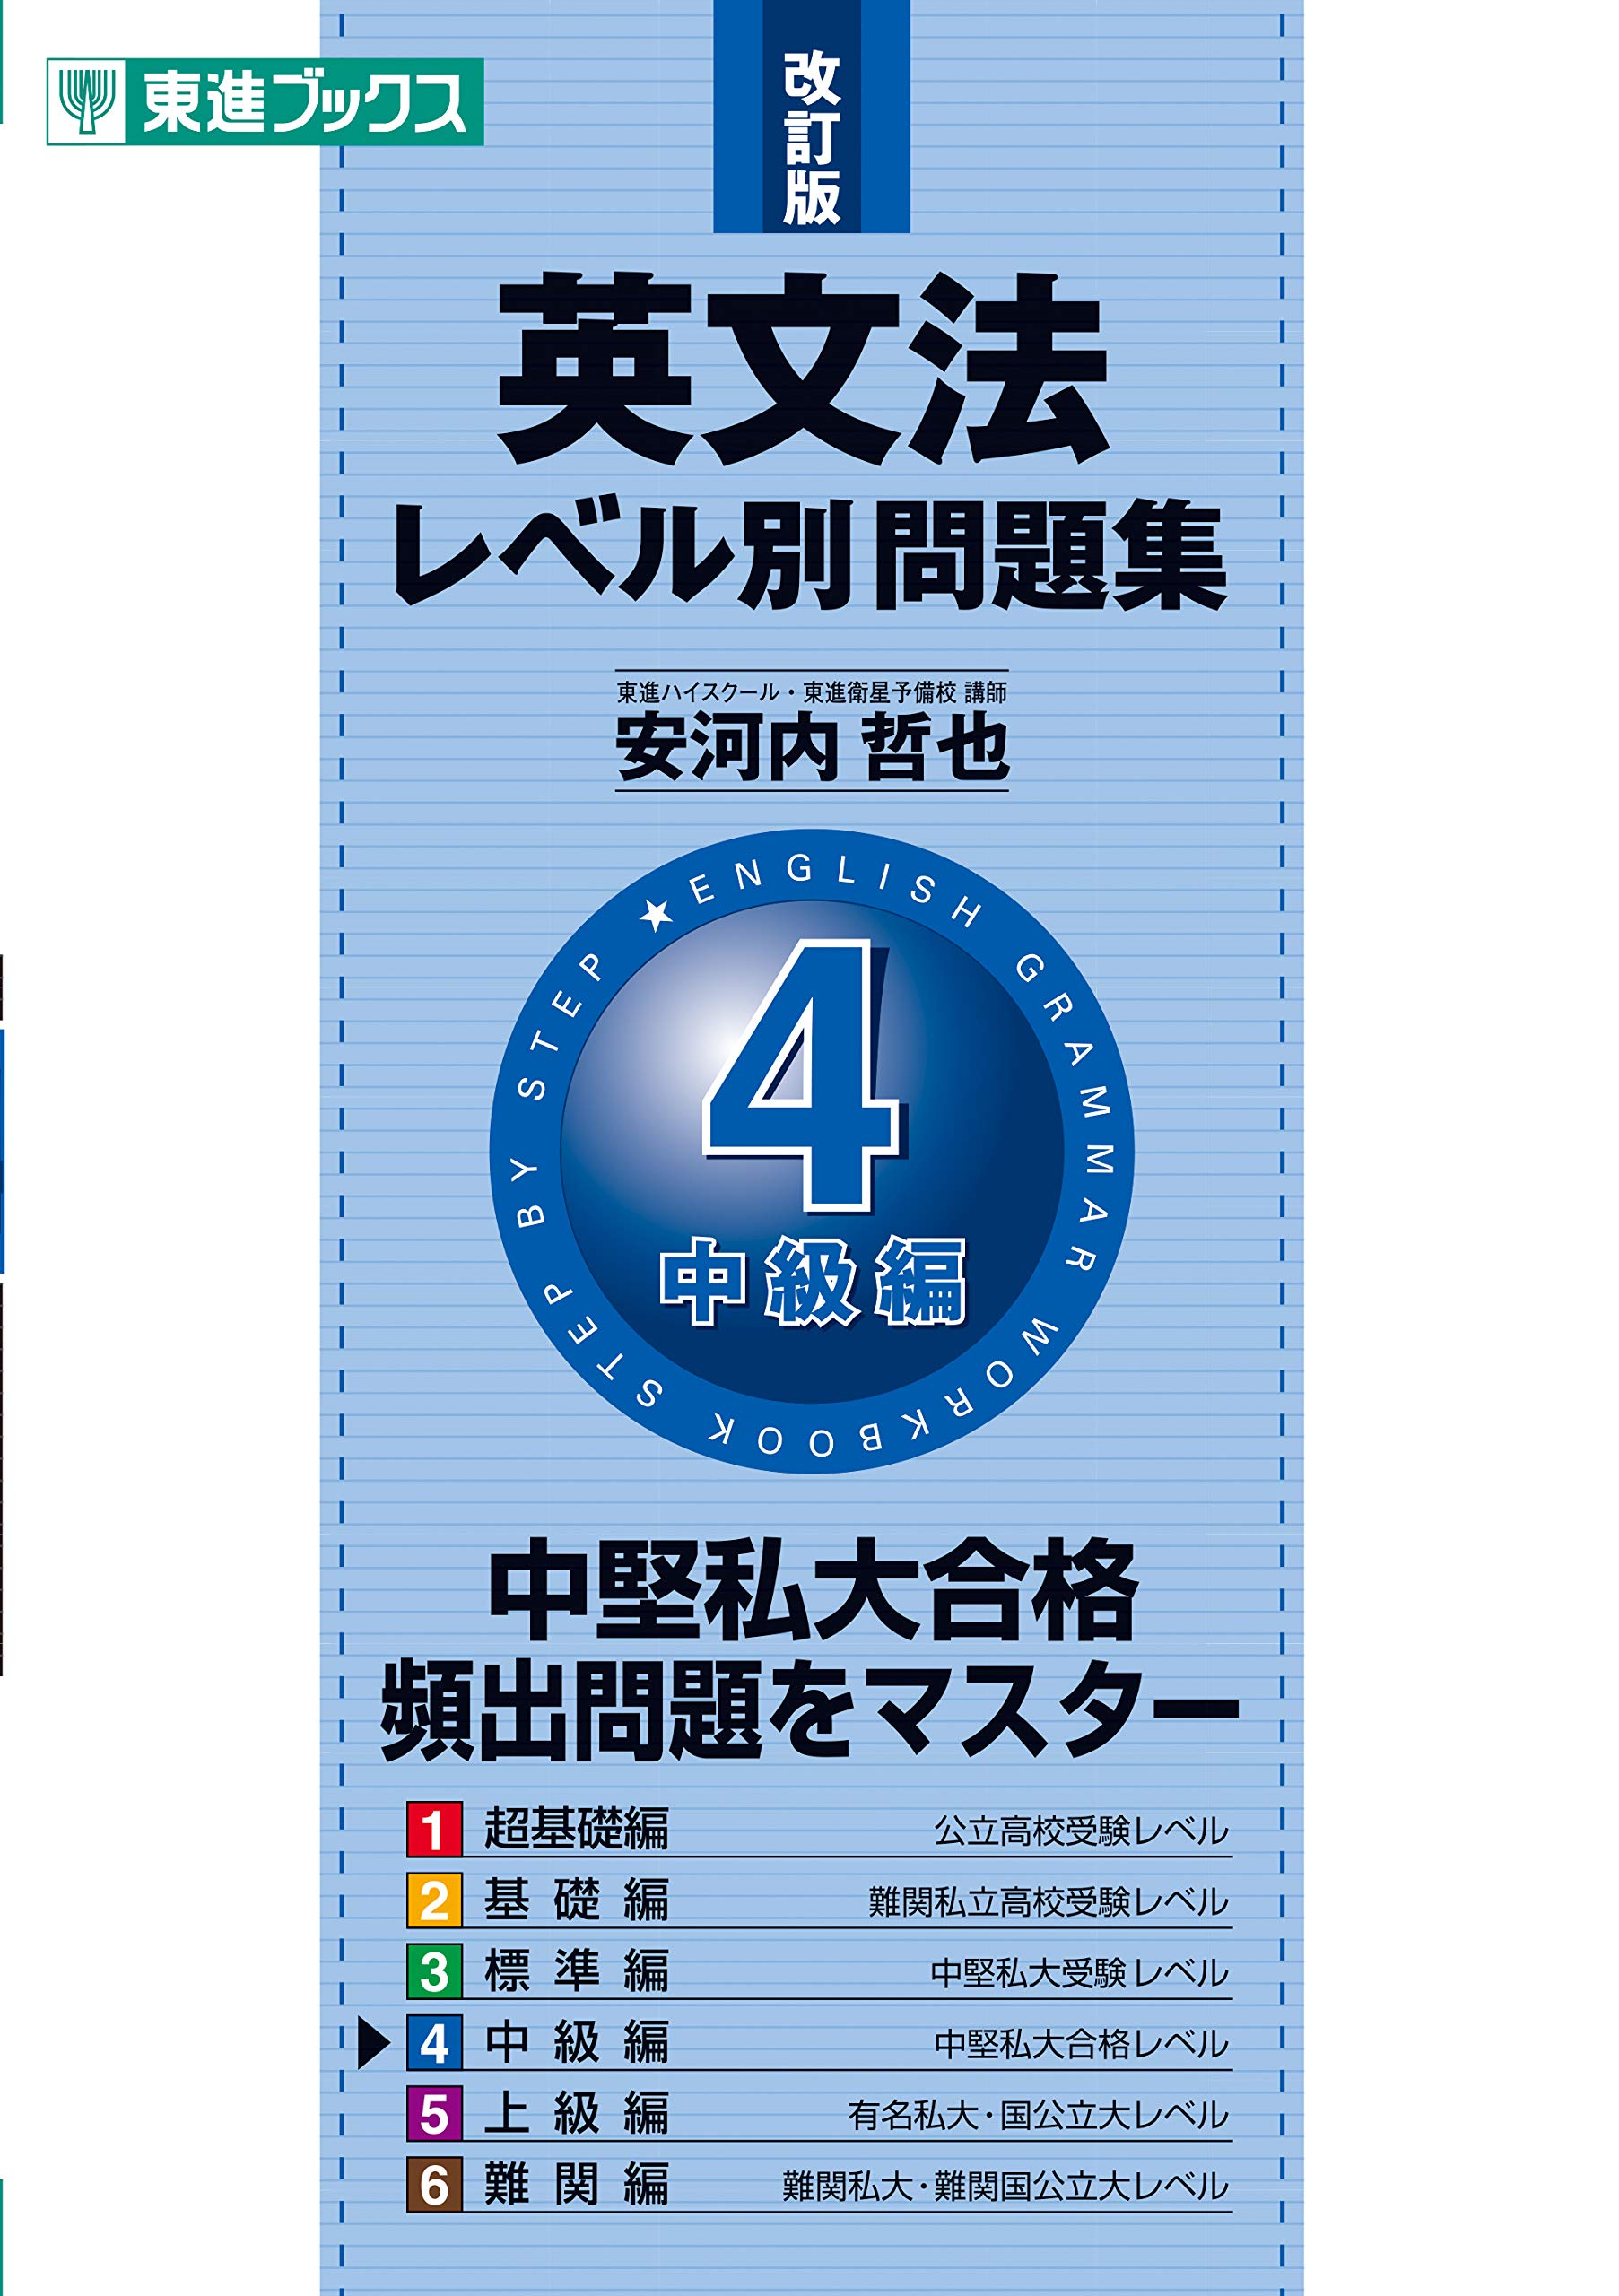 東進ブックス
改訂版
英文法
レベル別問題集
東進ハイスクール・東進衛星予備校 講師
安河内 哲也
STEP BY STEP ★ ENGLISH GRAMMAR WORKBOOK
4
中級編
中堅私大合格
頻出問題をマスター
1 超基礎編 公立高校受験レベル
2 基礎編 難関私立高校受験レベル
3 標準編 中堅私大受験レベル
▶ 4 中級編 中堅私大合格レベル
5 上級編 有名私大・国公立大レベル
6 難関編 難関私大・難関国公立大レベル